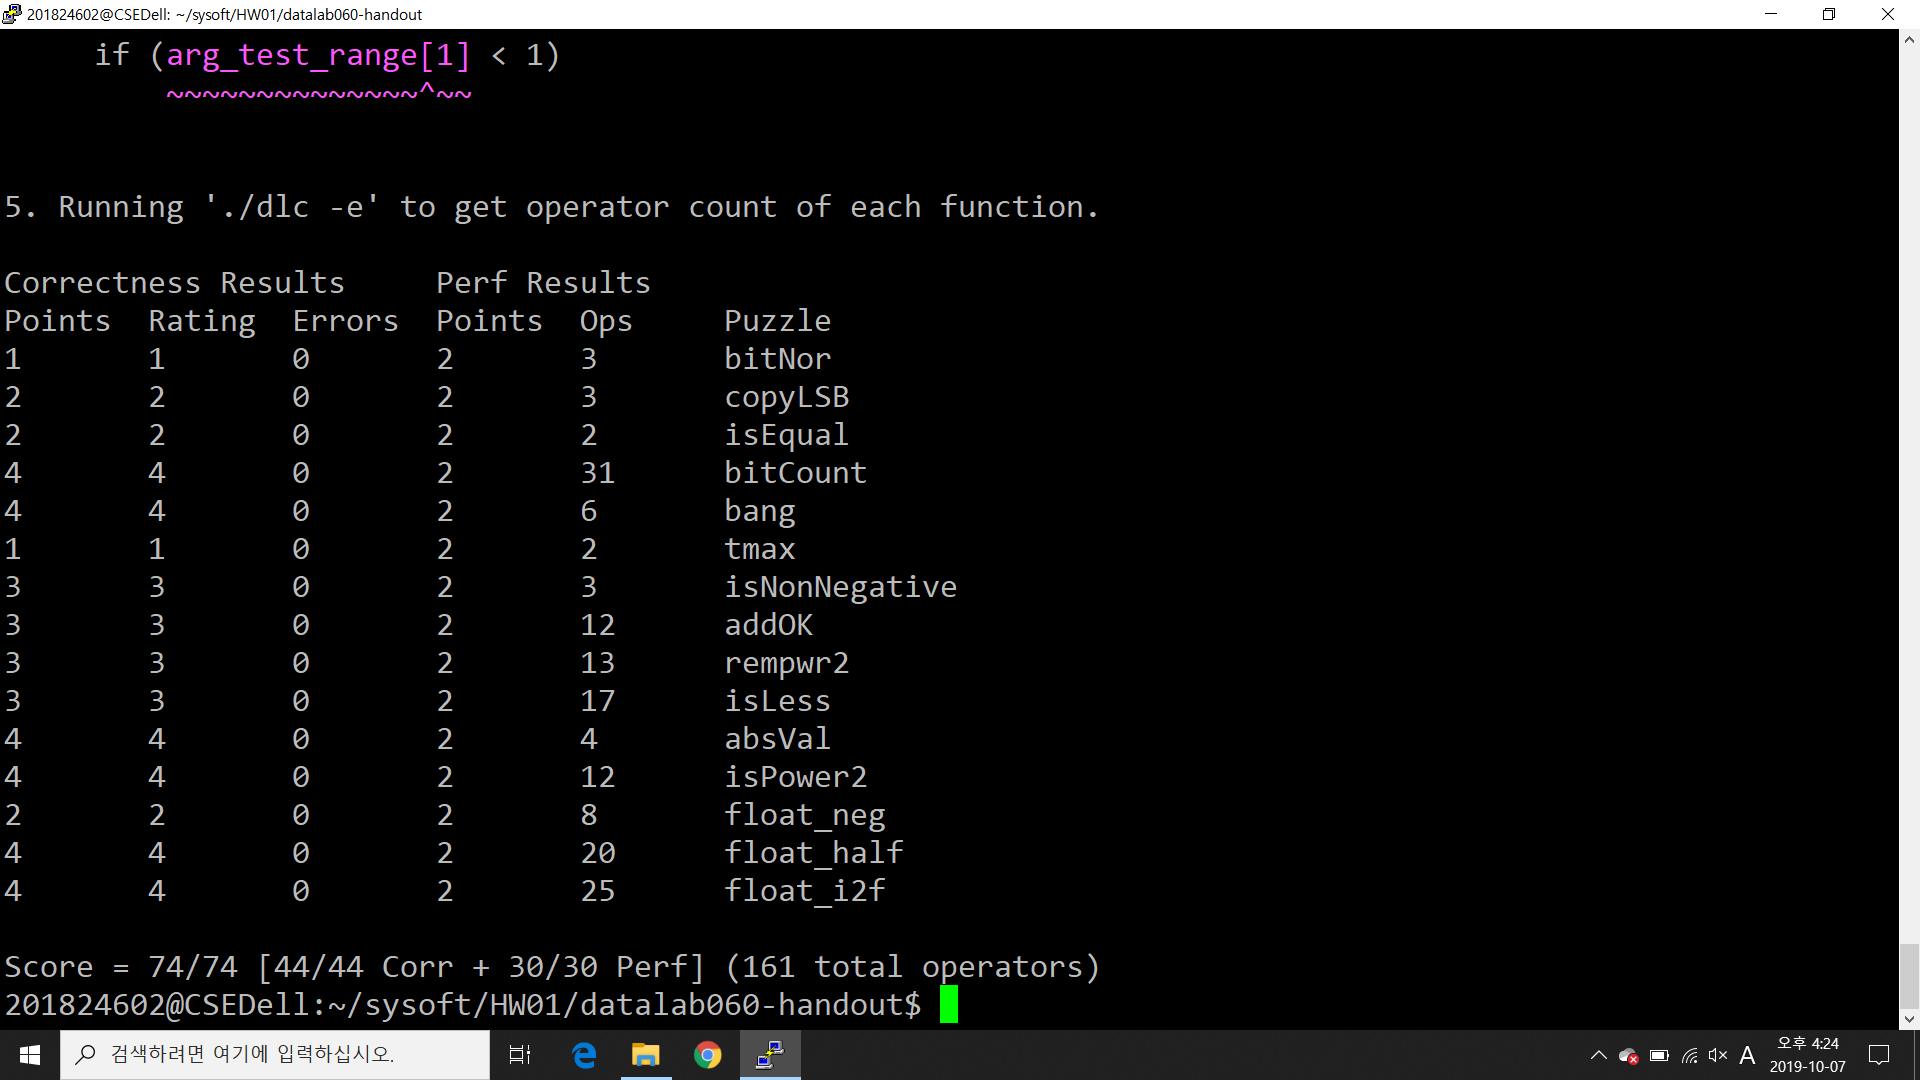 201824602@CSEDell: ~/sysoft/HW01/datalab060-handout
if (arg_test_range[1] < 1)
~~~~~~~~~~~~~~^~~
5. Running './dlc -e' to get operator count of each function.
Correctness Results Perf Results
Points Rating Errors Points Ops Puzzle
1 1 0 2 3 bitNor
2 2 0 2 3 copyLSB
2 2 0 2 2 isEqual
4 4 0 2 31 bitCount
4 4 0 2 6 bang
1 1 0 2 2 tmax
3 3 0 2 3 isNonNegative
3 3 0 2 12 addOK
3 3 0 2 13 rempwr2
3 3 0 2 17 isLess
4 4 0 2 4 absVal
4 4 0 2 12 isPower2
2 2 0 2 8 float_neg
4 4 0 2 20 float_half
4 4 0 2 25 float_i2f
Score = 74/74 [44/44 Corr + 30/30 Perf] (161 total operators)
201824602@CSEDell:~/sysoft/HW01/datalab060-handout$
검색하려면 여기에 입력하십시오.
A
오후 4:24
2019-10-07